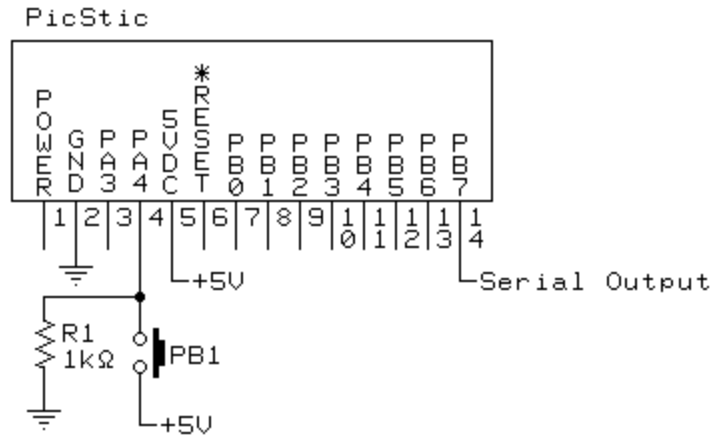 PicStic
POWER GND PA3 PA4 5VDC *RESET PB0 PB1 PB2 PB3 PB4 PB5 PB6 PB7
1 2 3 4 5 6 7 8 9 10 11 12 13 14
+5V
Serial Output
R1
1kΩ
PB1
+5V